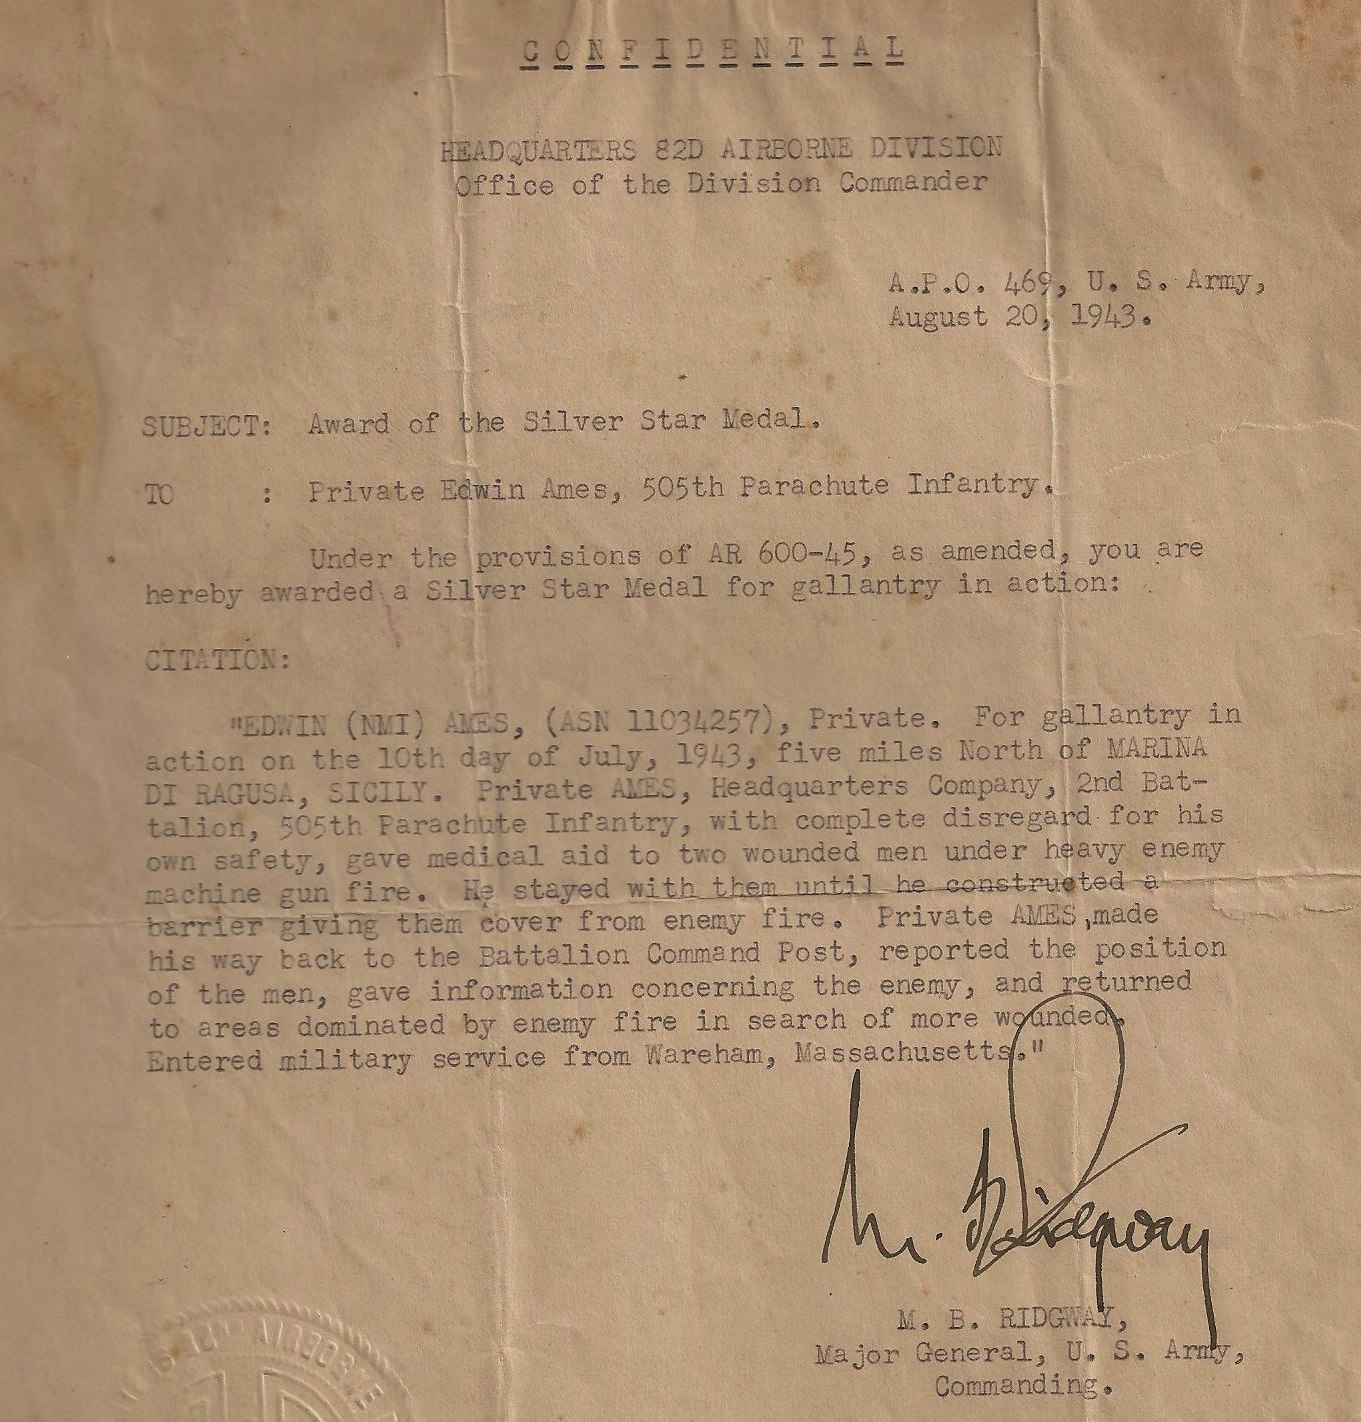 C O N F I D E N T I A L
HEADQUARTERS 82D AIRBORNE DIVISION
Office of the Division Commander
A.P.O. 469, U. S. Army,
August 20, 1943.
SUBJECT: Award of the Silver Star Medal.
TO : Private Edwin Ames, 505th Parachute Infantry.
Under the provisions of AR 600-45, as amended, you are
hereby awarded a Silver Star Medal for gallantry in action:
CITATION:
"EDWIN (NMI) AMES, (ASN 11034257), Private. For gallantry in
action on the 10th day of July, 1943, five miles North of MARINA
DI RAGUSA, SICILY. Private AMES, Headquarters Company, 2nd Bat-
talion, 505th Parachute Infantry, with complete disregard for his
own safety, gave medical aid to two wounded men under heavy enemy
machine gun fire. He stayed with them until he constructed a
barrier giving them cover from enemy fire. Private AMES,made
his way back to the Battalion Command Post, reported the position
of the men, gave information concerning the enemy, and returned
to areas dominated by enemy fire in search of more wounded.
Entered military service from Wareham, Massachusetts."
M. Ridgway
M. B. RIDGWAY,
Major General, U. S. Army,
Commanding.
AIRBORNE